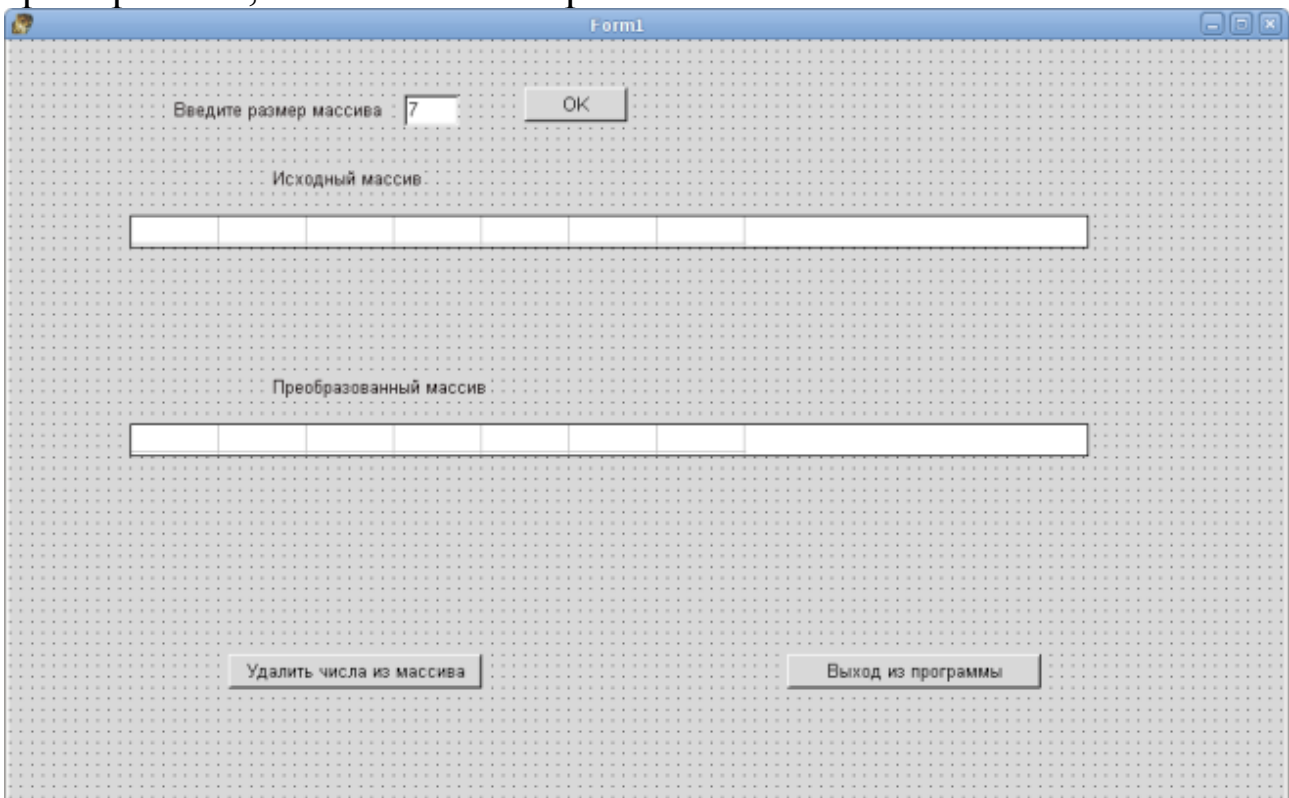 Form1
Введите размер массива 7 OK
Исходный массив
Преобразованный массив
Удалить числа из массива Выход из программы